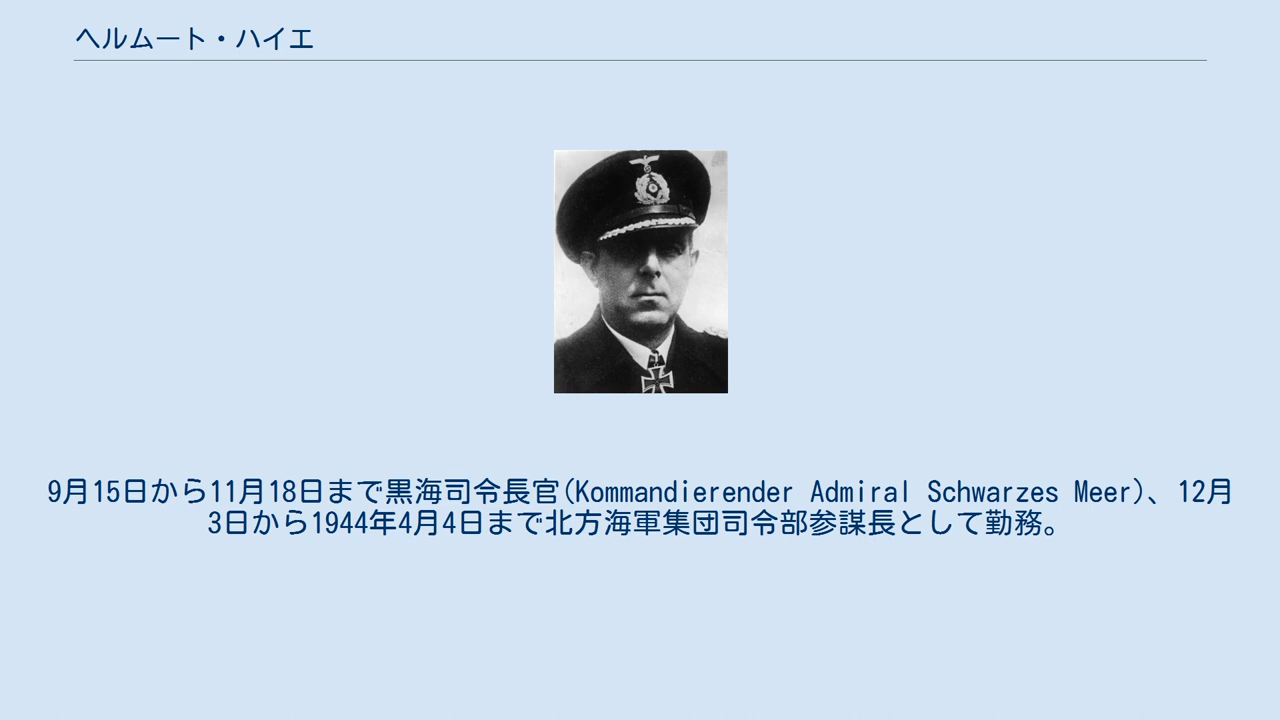 ヘルムート・ハイエ
9月15日から11月18日まで黒海司令長官(Kommandierender Admiral Schwarzes Meer)、12月
3日から1944年4月4日まで北方海軍集団司令部参謀長として勤務。